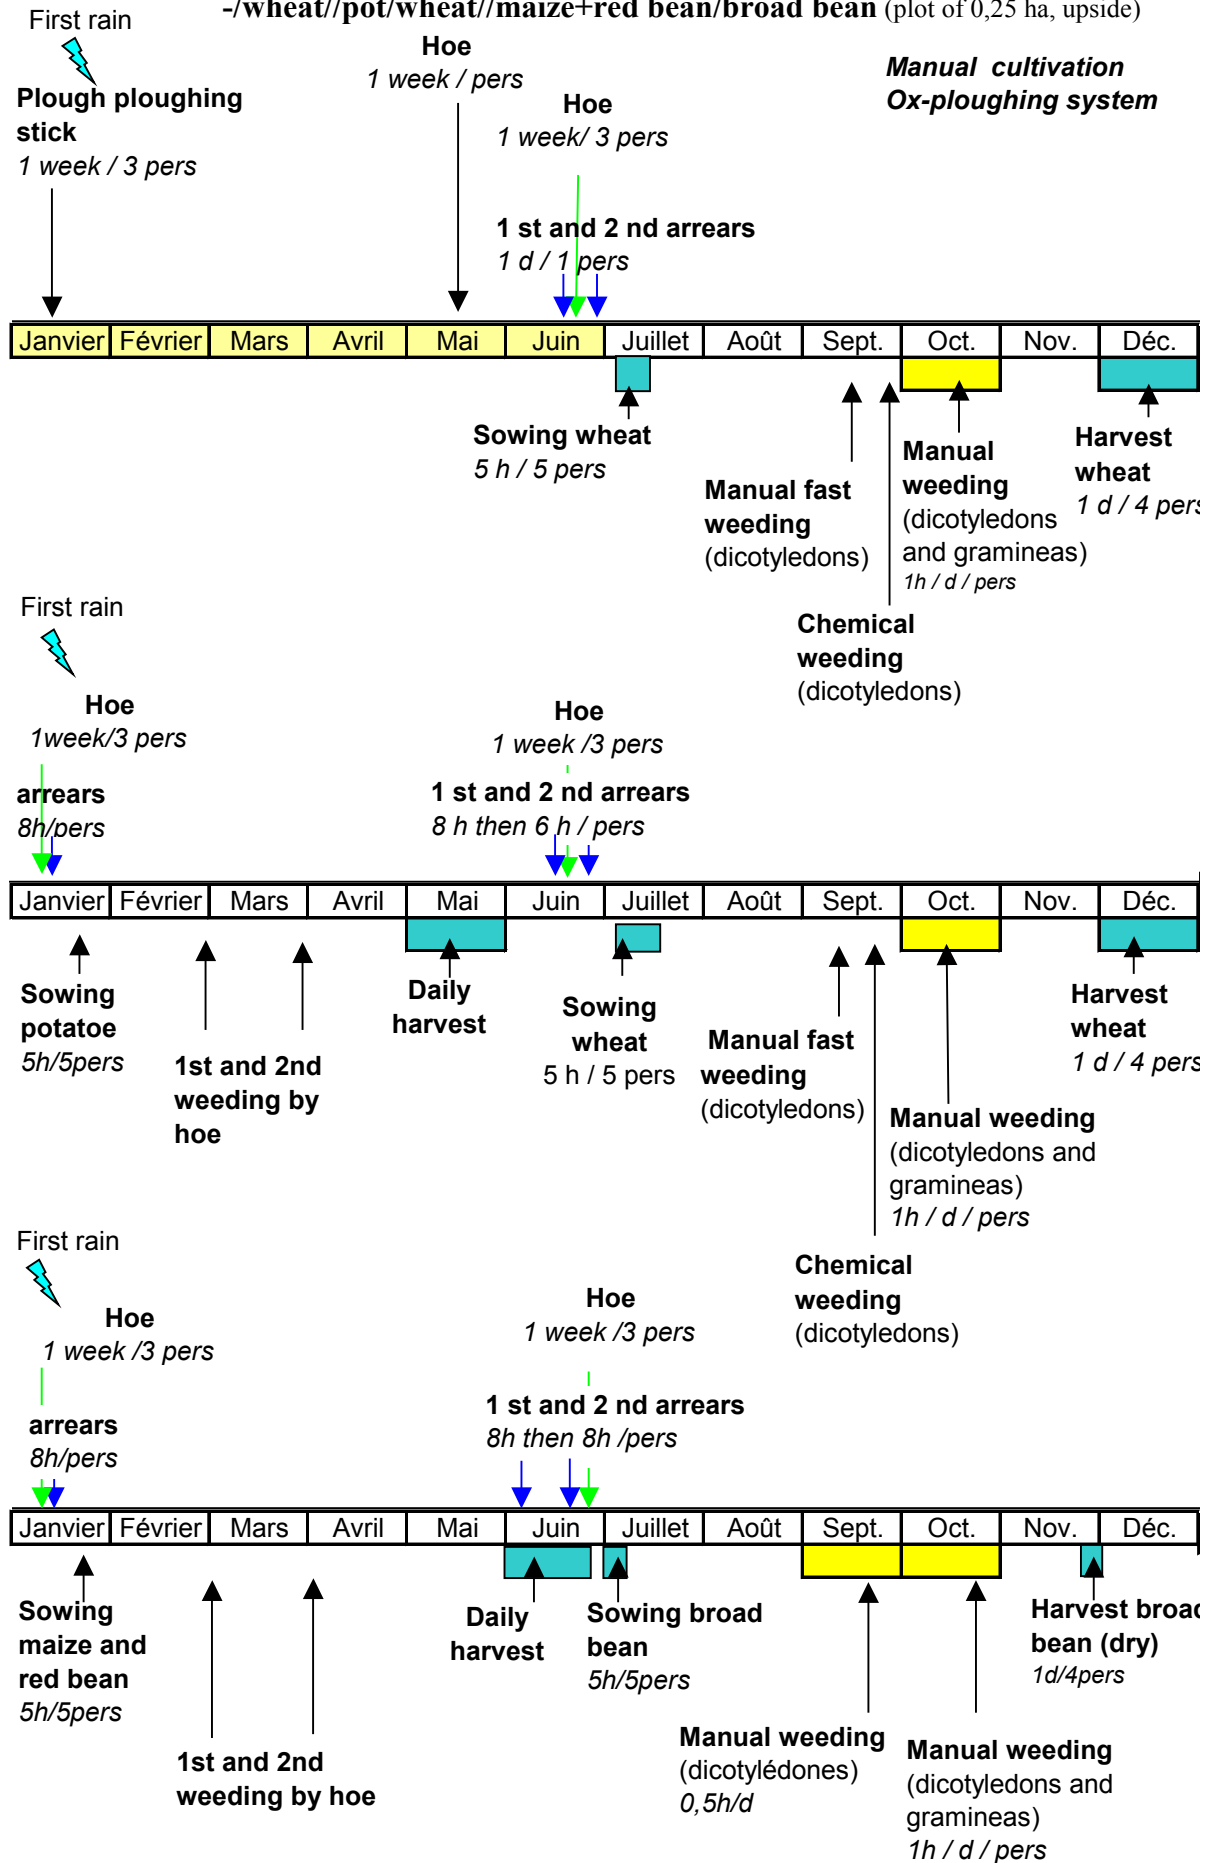 -/wheat//pot/wheat//maize+red bean/broad bean (plot of 0,25 ha, upside)
First rain
Hoe
1 week / pers
Manual cultivation
Ox-ploughing system
Plough ploughing
stick
1 week / 3 pers
Hoe
1 week/ 3 pers
1 st and 2 nd arrears
1 d / 1 pers
Janvier Février Mars Avril Mai Juin Juillet Août Sept. Oct. Nov. Déc.
Sowing wheat
5 h / 5 pers
Manual fast
weeding
(dicotyledons)
Manual
weeding
(dicotyledons
and gramineas)
1h / d / pers
Harvest
wheat
1 d / 4 pers
Chemical
weeding
(dicotyledons)
First rain
Hoe
1week/3 pers
arrears
8h/pers
Hoe
1 week /3 pers
1 st and 2 nd arrears
8 h then 6 h / pers
Janvier Février Mars Avril Mai Juin Juillet Août Sept. Oct. Nov. Déc.
Sowing
potatoe
5h/5pers
1st and 2nd
weeding by
hoe
Daily
harvest
Sowing
wheat
5 h / 5 pers
Manual fast
weeding
(dicotyledons)
Manual weeding
(dicotyledons and
gramineas)
1h / d / pers
Harvest
wheat
1 d / 4 pers
Chemical
weeding
(dicotyledons)
First rain
Hoe
1 week /3 pers
arrears
8h/pers
Hoe
1 week /3 pers
1 st and 2 nd arrears
8h then 8h /pers
Janvier Février Mars Avril Mai Juin Juillet Août Sept. Oct. Nov. Déc.
Sowing
maize and
red bean
5h/5pers
1st and 2nd
weeding by hoe
Daily
harvest
Sowing broad
bean
5h/5pers
Manual weeding
(dicotylédones)
0,5h/d
Manual weeding
(dicotyledons and
gramineas)
1h / d / pers
Harvest broad
bean (dry)
1d/4pers